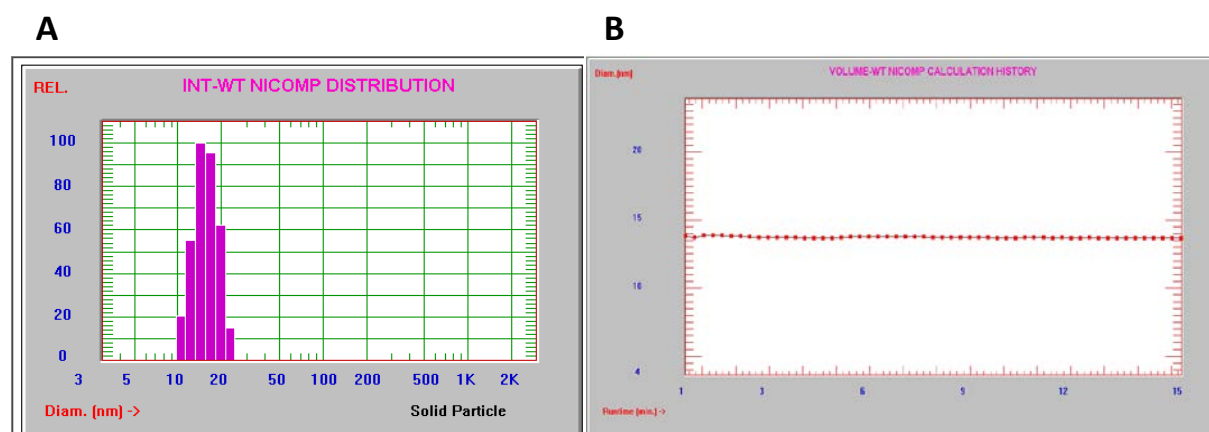 A
B
REL.
INT-WT NICOMP DISTRIBUTION
100
80
60
40
20
0
3 5 10 20 50 100 200 500 1K 2K
Diam. (nm) ->
Solid Particle
Diam.(nm)
VOLUME-WT NICOMP CALCULATION HISTORY
20
15
10
4
1 3 6 9 12 15
Runtime (min.) ->